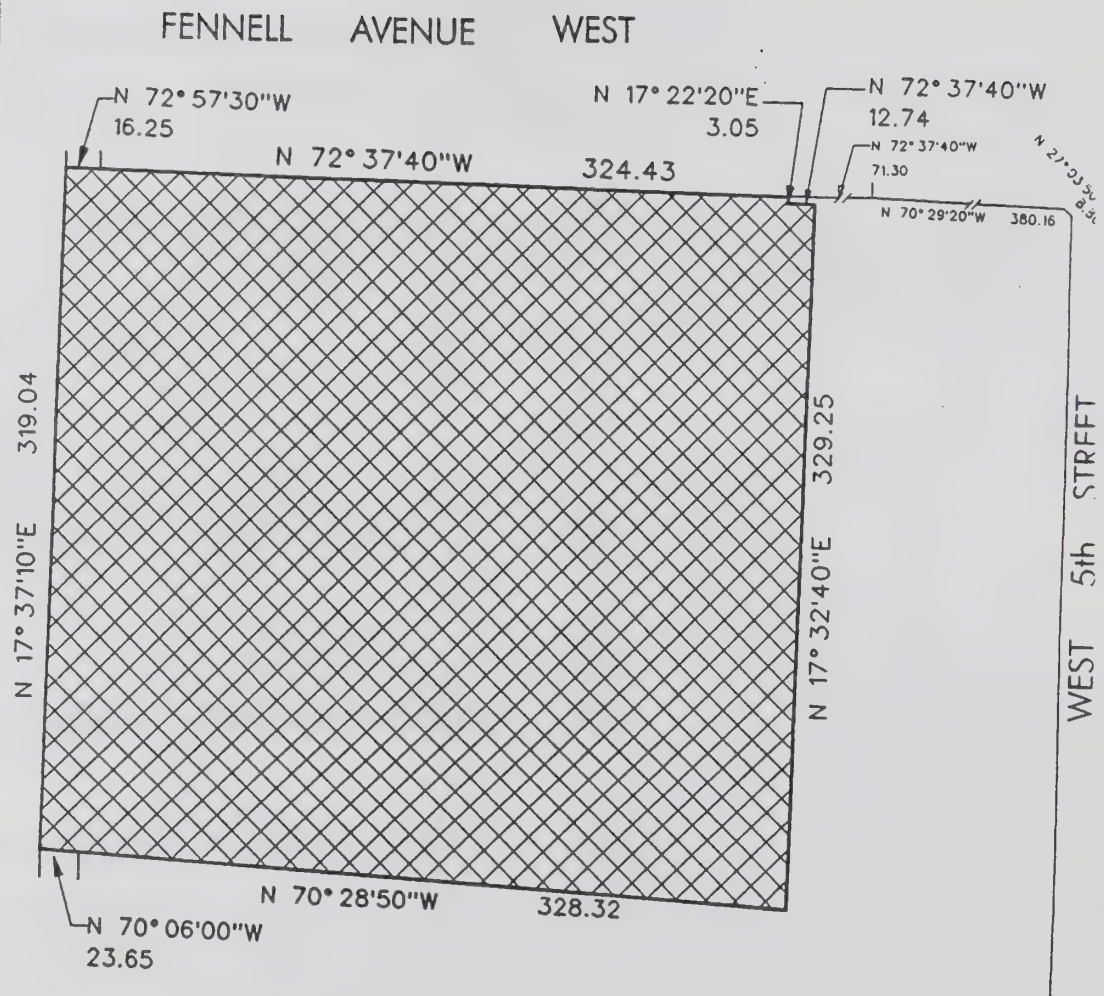 FENNELL AVENUE WEST
N 72° 57'30"W
16.25
N 17° 22'20"E
3.05
N 72° 37'40"W
12.74
N 72° 37'40"W
71.30
N 72° 37'40"W 324.43
N 70° 29'20"W 380.16
N 17° 37'10"E 319.04
N 17° 32'40"E 329.25
WEST 5th STREET
N 70° 28'50"W 328.32
N 70° 06'00"W
23.65